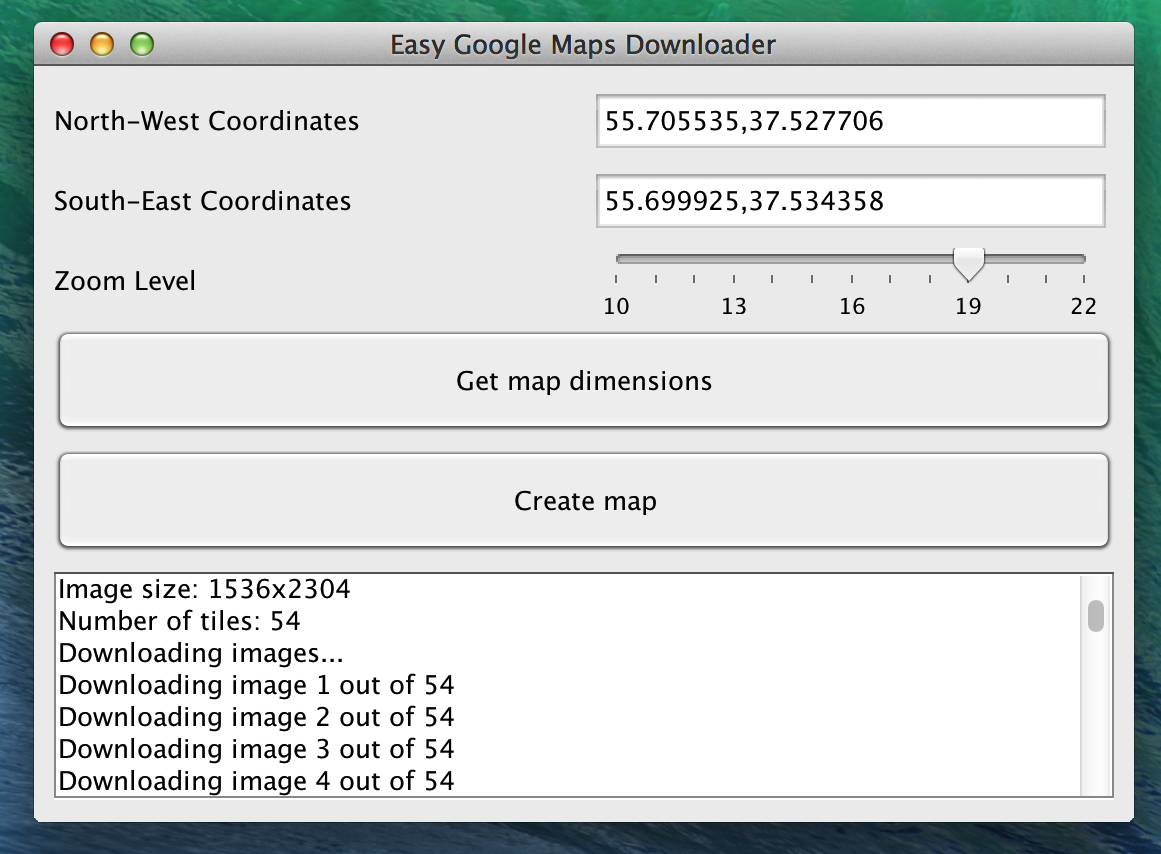 Easy Google Maps Downloader
North-West Coordinates
55.705535,37.527706
South-East Coordinates
55.699925,37.534358
Zoom Level
10 13 16 19 22
Get map dimensions
Create map
Image size: 1536x2304
Number of tiles: 54
Downloading images...
Downloading image 1 out of 54
Downloading image 2 out of 54
Downloading image 3 out of 54
Downloading image 4 out of 54